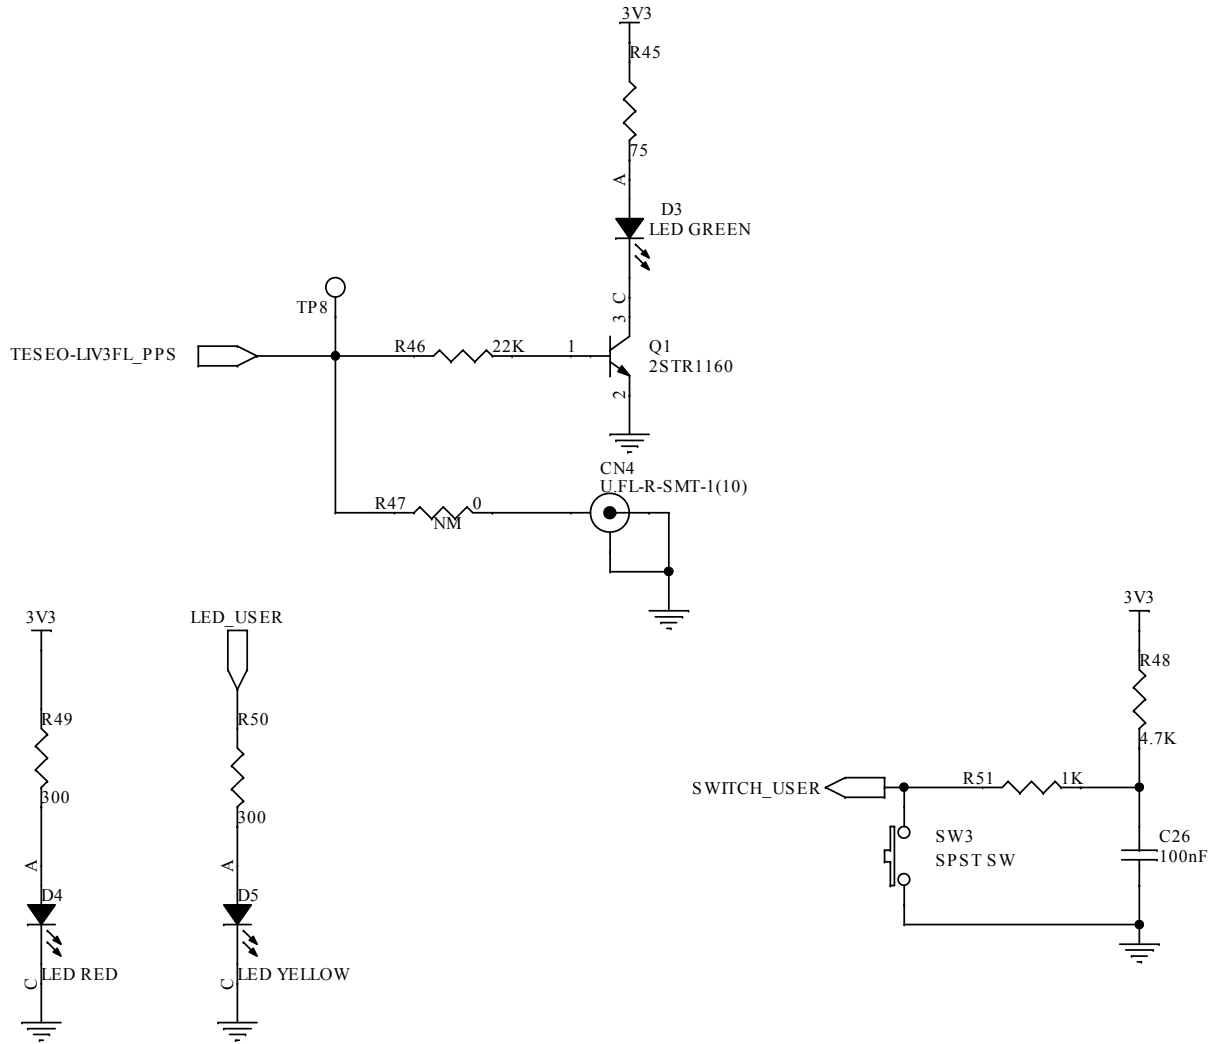 3V3
R45
75
A
D3
LED GREEN
C
3
TP8
TESEO-LIV3FL_PPS
R46
22K
1
Q1
2STR1160
2
CN4
U.FL-R-SMT-1(10)
R47
0
NM
3V3
R49
300
A
D4
LED RED
C
LED_USER
R50
300
A
D5
LED YELLOW
C
3V3
R48
4.7K
SWITCH_USER
R51
1K
SW3
SPST SW
C26
100nF